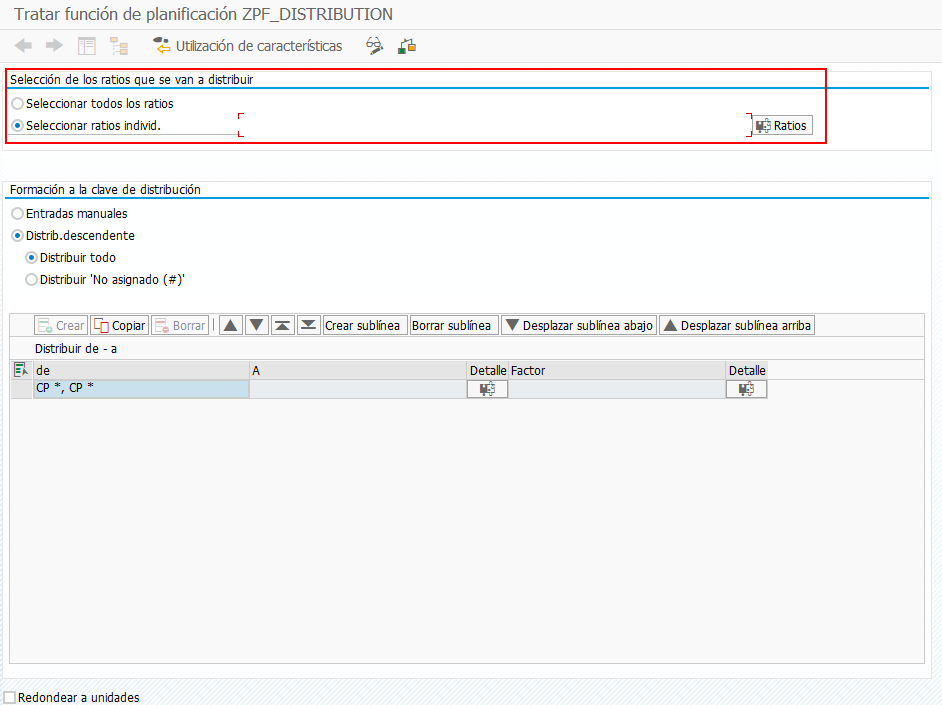 Tratar función de planificación ZPF_DISTRIBUTION
Utilización de características
Selección de los ratios que se van a distribuir
Seleccionar todos los ratios
Seleccionar ratios individ.
Ratios
Formación a la clave de distribución
Entradas manuales
Distrib.descendente
Distribuir todo
Distribuir 'No asignado (#)'
Crear Copiar Borrar Crear sublínea Borrar sublínea Desplazar sublínea abajo Desplazar sublínea arriba
Distribuir de - a
de A Detalle Factor Detalle
CP *, CP *
Redondear a unidades